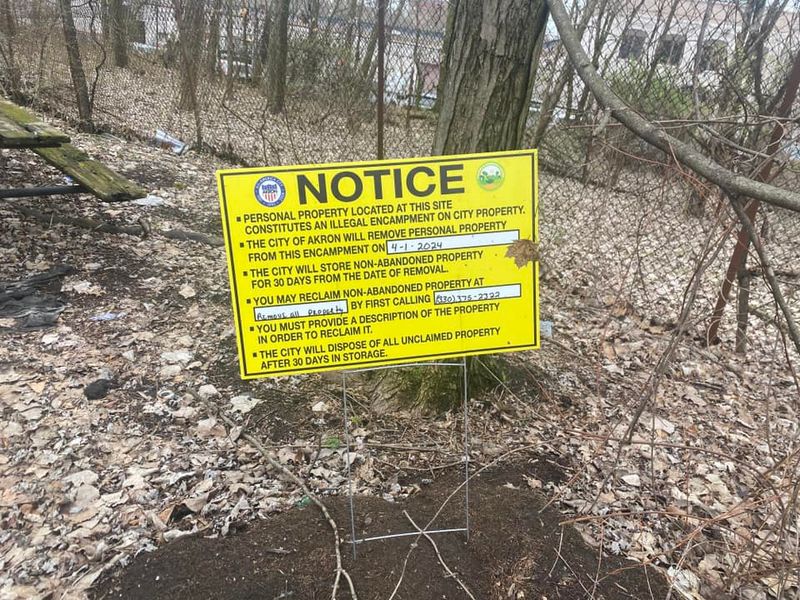 NOTICE
▪ PERSONAL PROPERTY LOCATED AT THIS SITE
CONSTITUTES AN ILLEGAL ENCAMPMENT ON CITY PROPERTY.
▪ THE CITY OF AKRON WILL REMOVE PERSONAL PROPERTY
FROM THIS ENCAMPMENT ON 4-1-2024
▪ THE CITY WILL STORE NON-ABANDONED PROPERTY
FOR 30 DAYS FROM THE DATE OF REMOVAL.
▪ YOU MAY RECLAIM NON-ABANDONED PROPERTY AT
Remove all Property BY FIRST CALLING (330) 375-2322
▪ YOU MUST PROVIDE A DESCRIPTION OF THE PROPERTY
IN ORDER TO RECLAIM IT.
▪ THE CITY WILL DISPOSE OF ALL UNCLAIMED PROPERTY
AFTER 30 DAYS IN STORAGE.